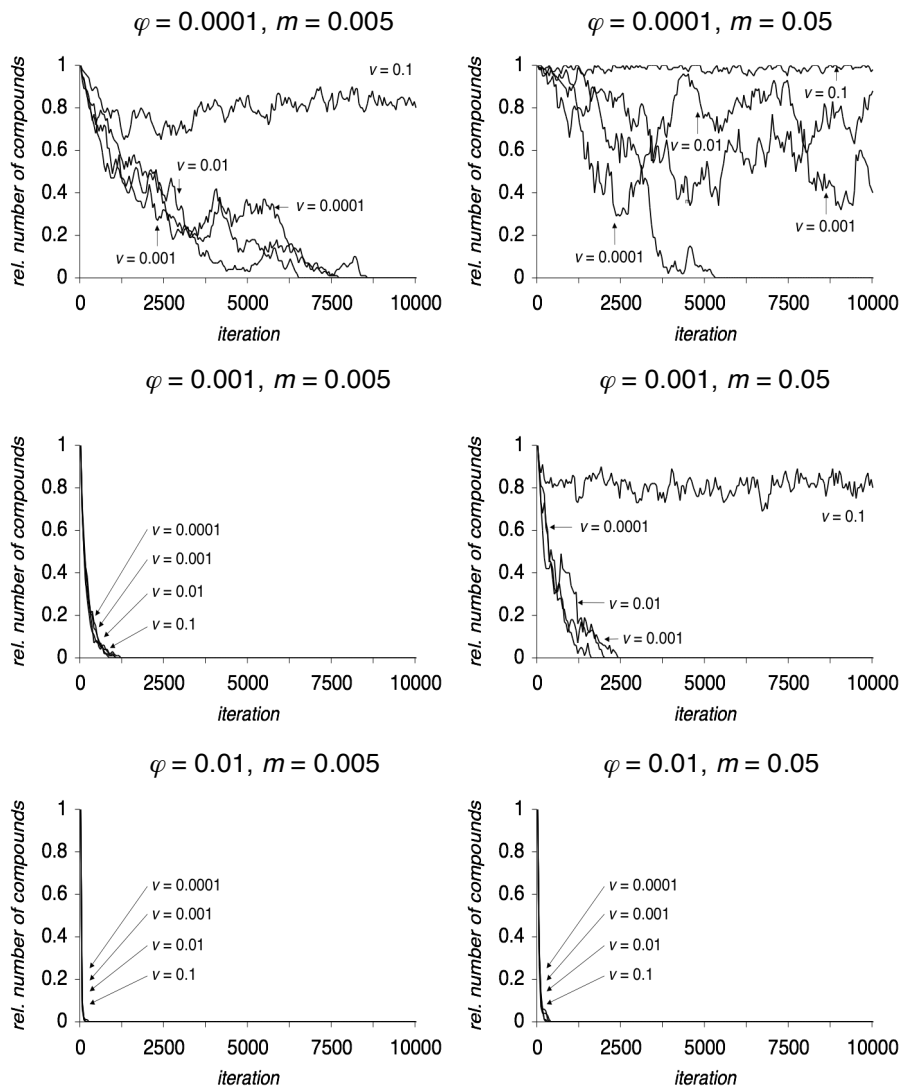 φ = 0.0001, m = 0.005
rel. number of compounds
1
0.8
0.6
0.4
0.2
0
v = 0.1
v = 0.01
v = 0.0001
v = 0.001
0 2500 5000 7500 10000
iteration
φ = 0.0001, m = 0.05
rel. number of compounds
1
0.8
0.6
0.4
0.2
0
v = 0.1
v = 0.01
v = 0.001
v = 0.0001
0 2500 5000 7500 10000
iteration
φ = 0.001, m = 0.005
rel. number of compounds
1
0.8
0.6
0.4
0.2
0
v = 0.0001
v = 0.001
v = 0.01
v = 0.1
0 2500 5000 7500 10000
iteration
φ = 0.001, m = 0.05
rel. number of compounds
1
0.8
0.6
0.4
0.2
0
v = 0.1
v = 0.0001
v = 0.01
v = 0.001
0 2500 5000 7500 10000
iteration
φ = 0.01, m = 0.005
rel. number of compounds
1
0.8
0.6
0.4
0.2
0
v = 0.0001
v = 0.001
v = 0.01
v = 0.1
0 2500 5000 7500 10000
iteration
φ = 0.01, m = 0.05
rel. number of compounds
1
0.8
0.6
0.4
0.2
0
v = 0.0001
v = 0.001
v = 0.01
v = 0.1
0 2500 5000 7500 10000
iteration